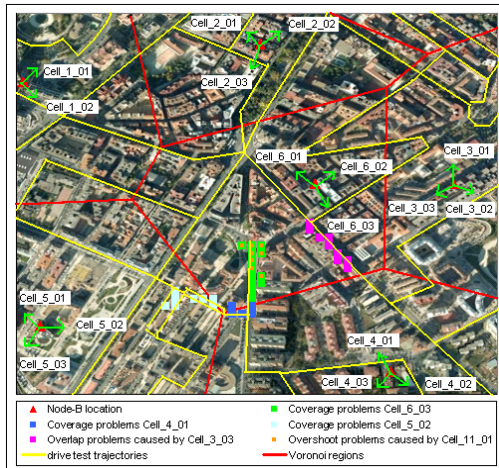 Cell_2_01
Cell_2_02
Cell_1_01
Cell_2_03
Cell_1_02
Cell_6_01
Cell_6_02
Cell_3_01
Cell_3_03
Cell_3_02
Cell_6_03
Cell_5_01
Cell_5_02
Cell_5_03
Cell_4_01
Cell_4_03
Cell_4_02
Node-B location
Coverage problems Cell_6_03
Coverage problems Cell_4_01
Coverage problems Cell_5_02
Overlap problems caused by Cell_3_03
Overshoot problems caused by Cell_11_01
drive test trajectories
Voronoi regions